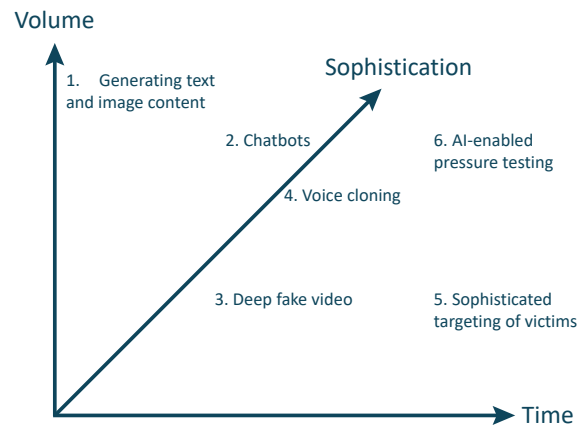 Volume
Sophistication
1. Generating text
and image content
2. Chatbots
6. AI-enabled
pressure testing
4. Voice cloning
3. Deep fake video
5. Sophisticated
targeting of victims
Time